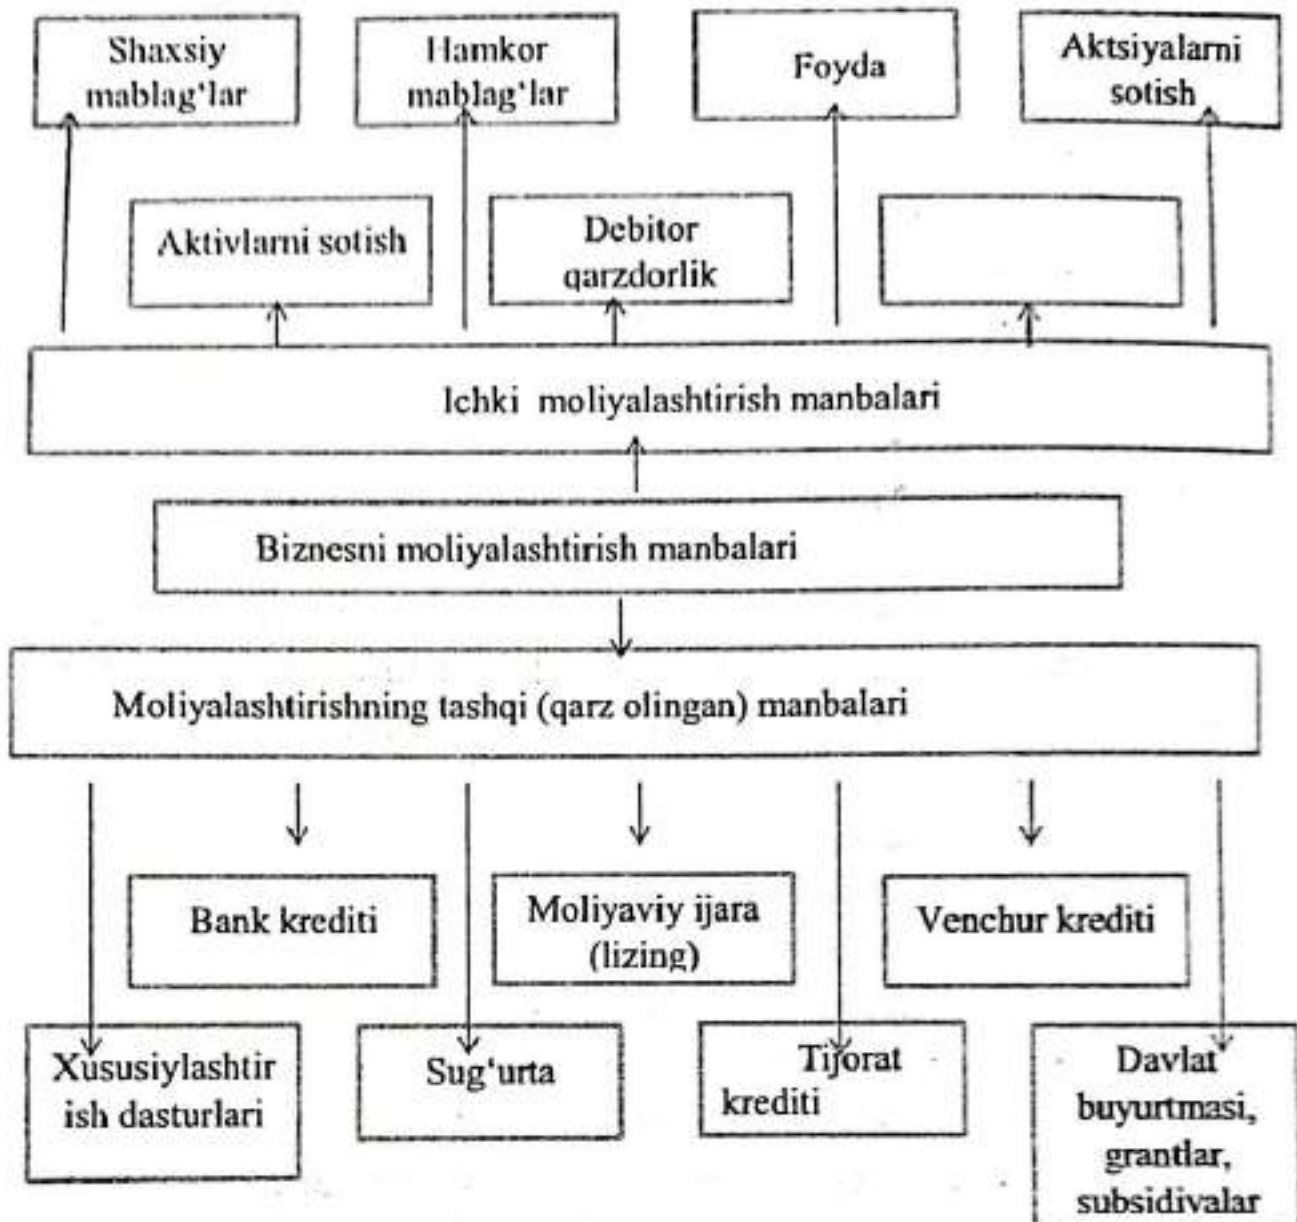 Shaxsiy
mablag‘lar
Hamkor
mablag‘lar
Foyda
Aktsiyalarni
sotish
Aktivlarni sotish
Debitor
qarzdorlik
Ichki moliyalashtirish manbalari
Biznesni moliyalashtirish manbalari
Moliyalashtirishning tashqi (qarz olingan) manbalari
Bank krediti
Moliyaviy ijara
(lizing)
Venchur krediti
Xususiylashtir
ish dasturlari
Sug‘urta
Tijorat
krediti
Davlat
buyurtmasi,
grantlar,
subsidiyalar